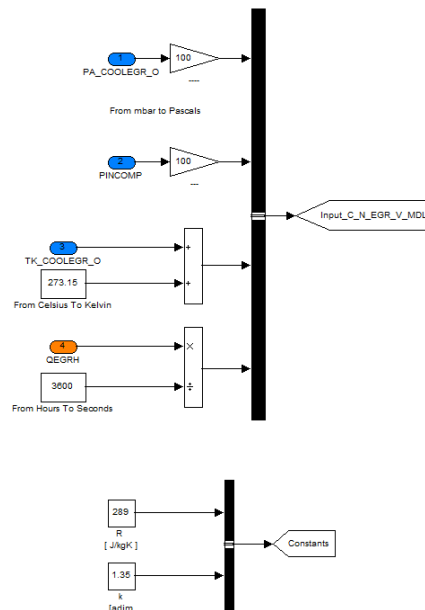 1
100
PA_COOLEGR_O
----
From mbar to Pascals
2
100
PINCOMP
---
Input_C_N_EGR_V_MDL
3
+
TK_COOLEGR_O
273.15
+
From Celsius To Kelvin
4
×
QEGRH
3600
÷
From Hours To Seconds
289
R
[ J/kgK ]
Constants
1.35
k
[adim